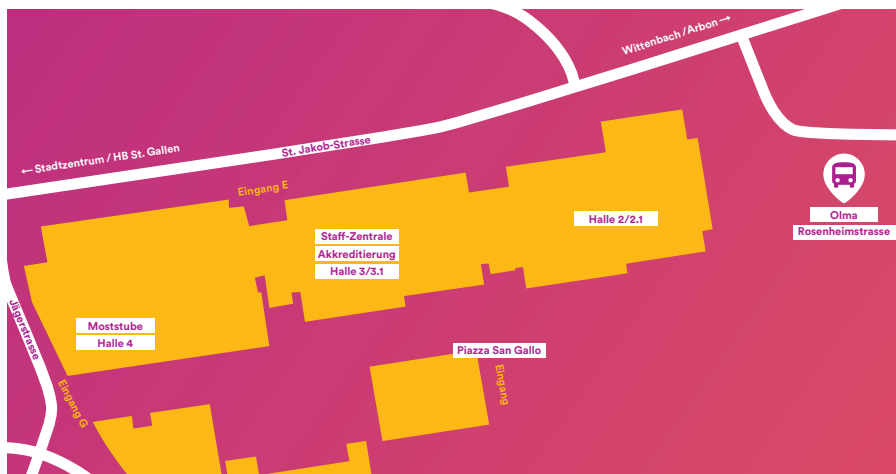 Wittenbach /Arbon →
St. Jakob-Strasse
← Stadtzentrum / HB St. Gallen
Eingang E
Olma
Rosenheimstrasse
Halle 2/2.1
Staff-Zentrale
Akkreditierung
Halle 3/3.1
Jägerstrasse
Moststube
Halle 4
Piazza San Gallo
Eingang
Eingang G